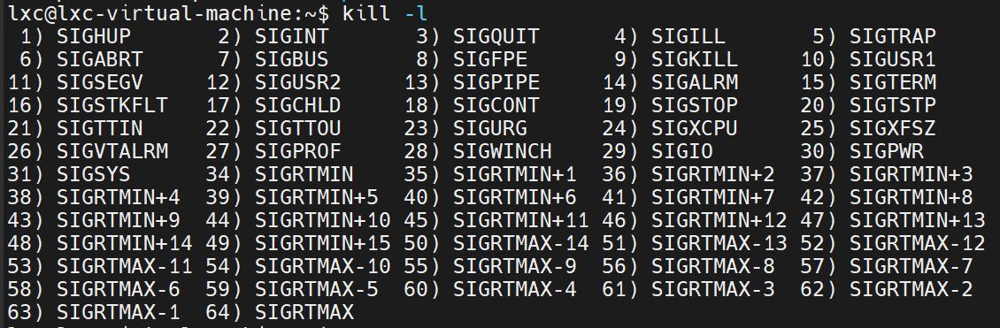 lxc@lxc-virtual-machine:~$ kill -l
 1) SIGHUP       2) SIGINT       3) SIGQUIT      4) SIGILL       5) SIGTRAP
 6) SIGABRT      7) SIGBUS       8) SIGFPE       9) SIGKILL     10) SIGUSR1
11) SIGSEGV     12) SIGUSR2     13) SIGPIPE     14) SIGALRM     15) SIGTERM
16) SIGSTKFLT   17) SIGCHLD     18) SIGCONT     19) SIGSTOP     20) SIGTSTP
21) SIGTTIN     22) SIGTTOU     23) SIGURG      24) SIGXCPU     25) SIGXFSZ
26) SIGVTALRM   27) SIGPROF     28) SIGWINCH    29) SIGIO       30) SIGPWR
31) SIGSYS      34) SIGRTMIN    35) SIGRTMIN+1  36) SIGRTMIN+2  37) SIGRTMIN+3
38) SIGRTMIN+4  39) SIGRTMIN+5  40) SIGRTMIN+6  41) SIGRTMIN+7  42) SIGRTMIN+8
43) SIGRTMIN+9  44) SIGRTMIN+10 45) SIGRTMIN+11 46) SIGRTMIN+12 47) SIGRTMIN+13
48) SIGRTMIN+14 49) SIGRTMIN+15 50) SIGRTMAX-14 51) SIGRTMAX-13 52) SIGRTMAX-12
53) SIGRTMAX-11 54) SIGRTMAX-10 55) SIGRTMAX-9  56) SIGRTMAX-8  57) SIGRTMAX-7
58) SIGRTMAX-6  59) SIGRTMAX-5  60) SIGRTMAX-4  61) SIGRTMAX-3  62) SIGRTMAX-2
63) SIGRTMAX-1  64) SIGRTMAX